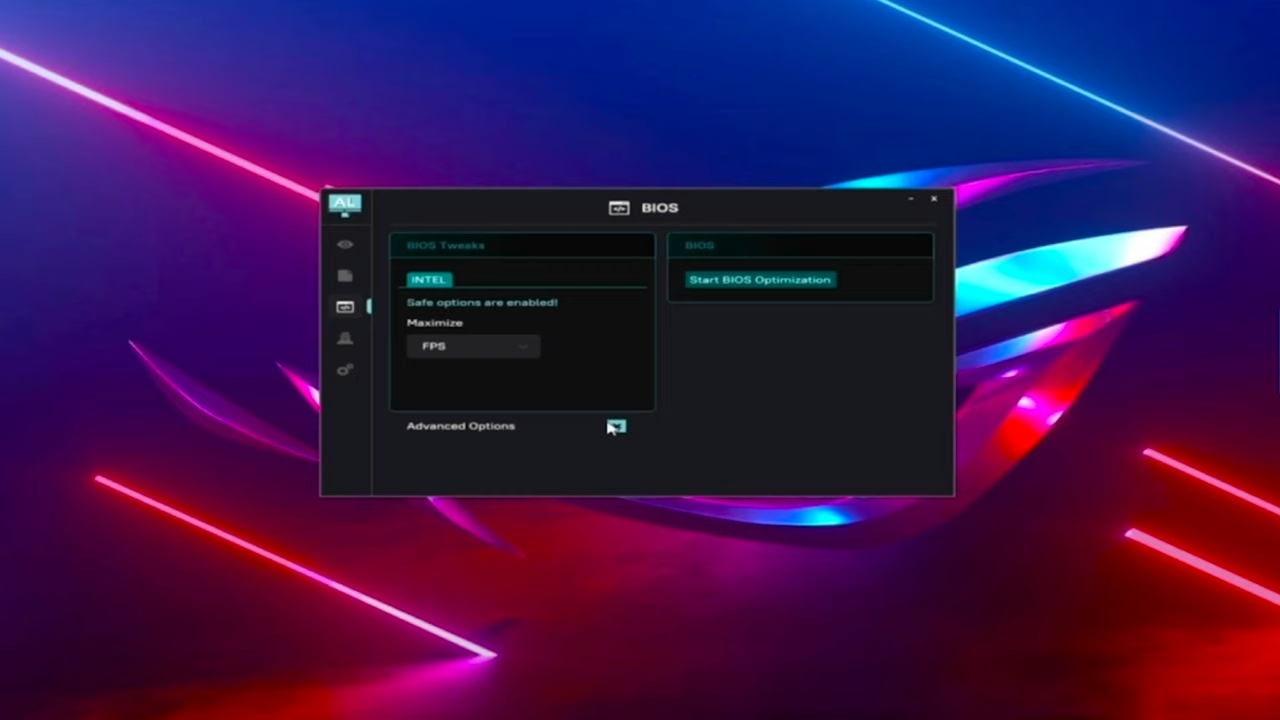 AL
BIOS
BIOS Tweaks
INTEL
Safe options are enabled!
Maximize
FPS
Advanced Options
BIOS
Start BIOS Optimization